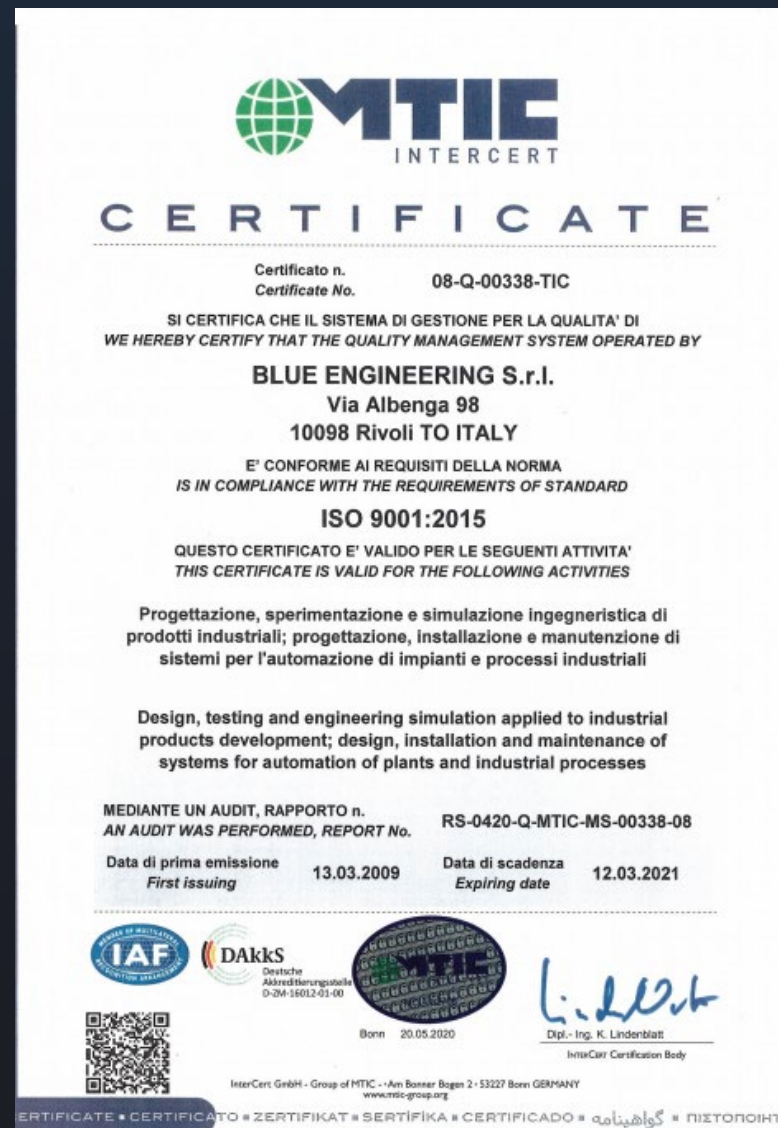 MTIC
INTERCERT
CERTIFICATE
Certificato n.
Certificate No.
08-Q-00338-TIC
SI CERTIFICA CHE IL SISTEMA DI GESTIONE PER LA QUALITA' DI
WE HEREBY CERTIFY THAT THE QUALITY MANAGEMENT SYSTEM OPERATED BY
BLUE ENGINEERING S.r.l.
Via Albenga 98
10098 Rivoli TO ITALY
E' CONFORME AI REQUISITI DELLA NORMA
IS IN COMPLIANCE WITH THE REQUIREMENTS OF STANDARD
ISO 9001:2015
QUESTO CERTIFICATO E' VALIDO PER LE SEGUENTI ATTIVITA'
THIS CERTIFICATE IS VALID FOR THE FOLLOWING ACTIVITIES
Progettazione, sperimentazione e simulazione ingegneristica di
prodotti industriali; progettazione, installazione e manutenzione di
sistemi per l'automazione di impianti e processi industriali
Design, testing and engineering simulation applied to industrial
products development; design, installation and maintenance of
systems for automation of plants and industrial processes
MEDIANTE UN AUDIT, RAPPORTO n.
AN AUDIT WAS PERFORMED, REPORT No.
RS-0420-Q-MTIC-MS-00338-08
Data di prima emissione
First issuing
13.03.2009
Data di scadenza
Expiring date
12.03.2021
MEMBER OF MULTILATERAL
IAF
RECOGNITION ARRANGEMENT
DAkkS
Deutsche
Akkreditierungsstelle
D-ZM-16012-01-00
MTIC
Bonn 20.05.2020
Dipl.- Ing. K. Lindenblatt
InterCert Certification Body
InterCert GmbH - Group of MTIC - Am Bonner Bogen 2 - 53227 Bonn GERMANY
www.mtic-group.org
ERTIFICATE ▪ CERTIFICATO ▪ ZERTIFIKAT ▪ SERTİFİKA ▪ CERTIFICADO ▪ گواهینامه ▪ ΠΙΣΤΟΠΟΙΗΤ